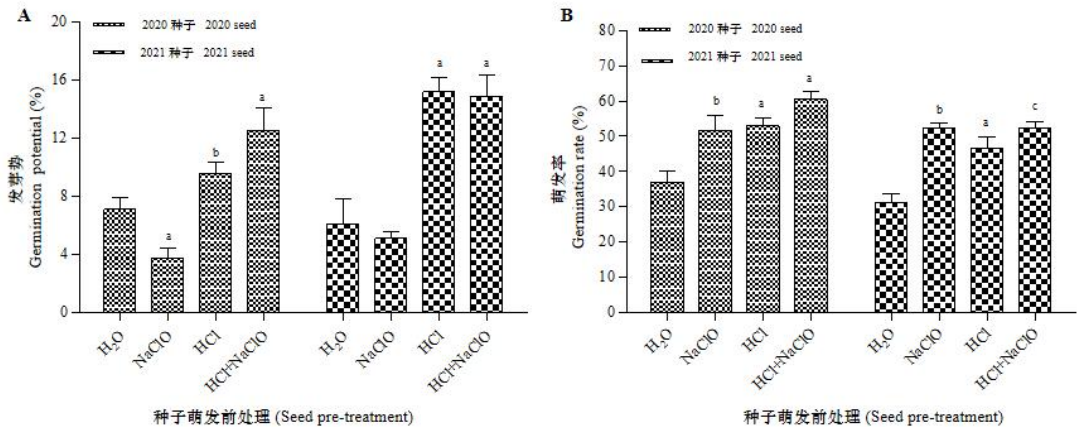 A
2020 种子 2020 seed
2021 种子 2021 seed
发芽势
Germination potential (%)
20
16
12
8
4
0
a
b
a
a
a
H₂O
NaClO
HCl
HCl+NaClO
H₂O
NaClO
HCl
HCl+NaClO
种子萌发前处理 (Seed pre-treatment)
B
2020 种子 2020 seed
2021 种子 2021 seed
萌发率
Germination rate (%)
80
70
60
50
40
30
20
10
0
b
a
a
b
a
c
H₂O
NaClO
HCl
HCl+NaClO
H₂O
NaClO
HCl
HCl+NaClO
种子萌发前处理 (Seed pre-treatment)